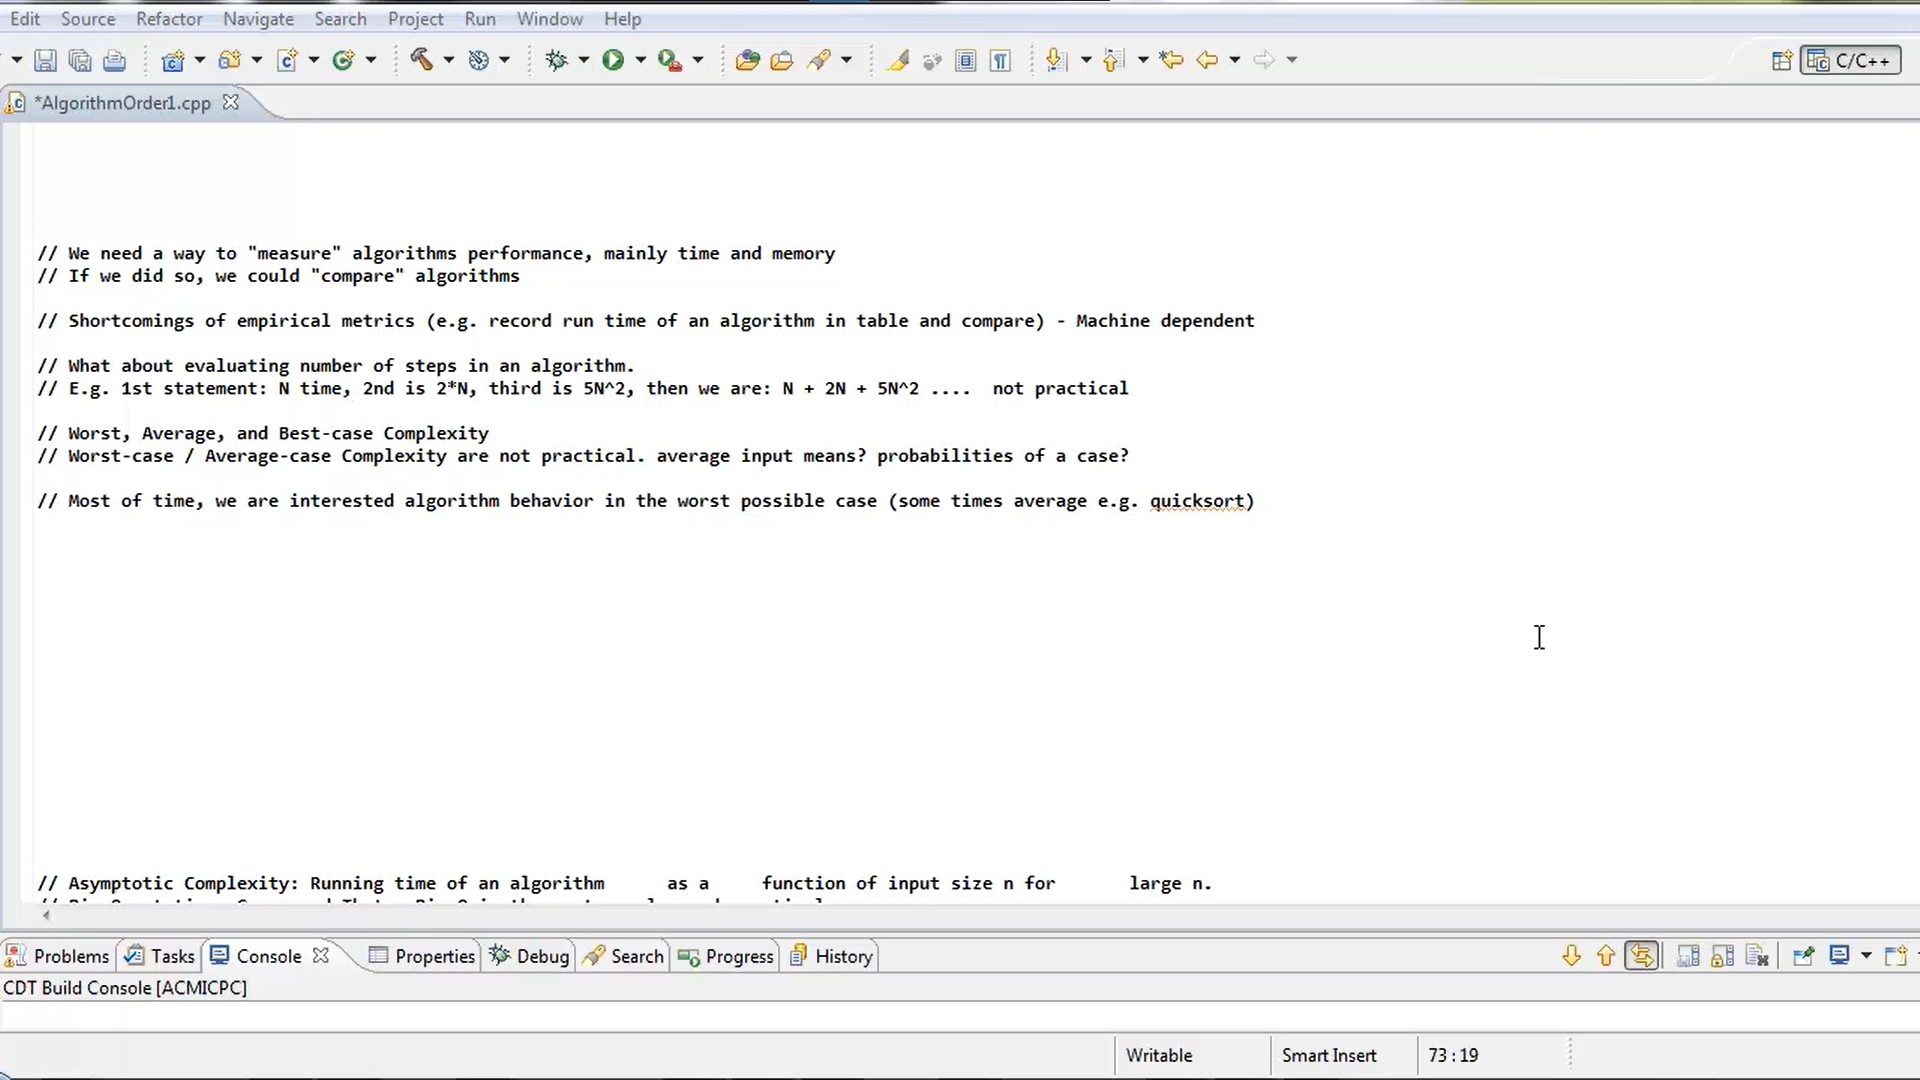 Edit Source Refactor Navigate Search Project Run Window Help
C/C++
*AlgorithmOrder1.cpp
// We need a way to "measure" algorithms performance, mainly time and memory
// If we did so, we could "compare" algorithms
// Shortcomings of empirical metrics (e.g. record run time of an algorithm in table and compare) - Machine dependent
// What about evaluating number of steps in an algorithm.
// E.g. 1st statement: N time, 2nd is 2*N, third is 5N^2, then we are: N + 2N + 5N^2 .... not practical
// Worst, Average, and Best-case Complexity
// Worst-case / Average-case Complexity are not practical. average input means? probabilities of a case?
// Most of time, we are interested algorithm behavior in the worst possible case (some times average e.g. quicksort)
// Asymptotic Complexity: Running time of an algorithm as a function of input size n for large n.
Problems Tasks Console Properties Debug Search Progress History
CDT Build Console [ACMICPC]
Writable Smart Insert 73 : 19